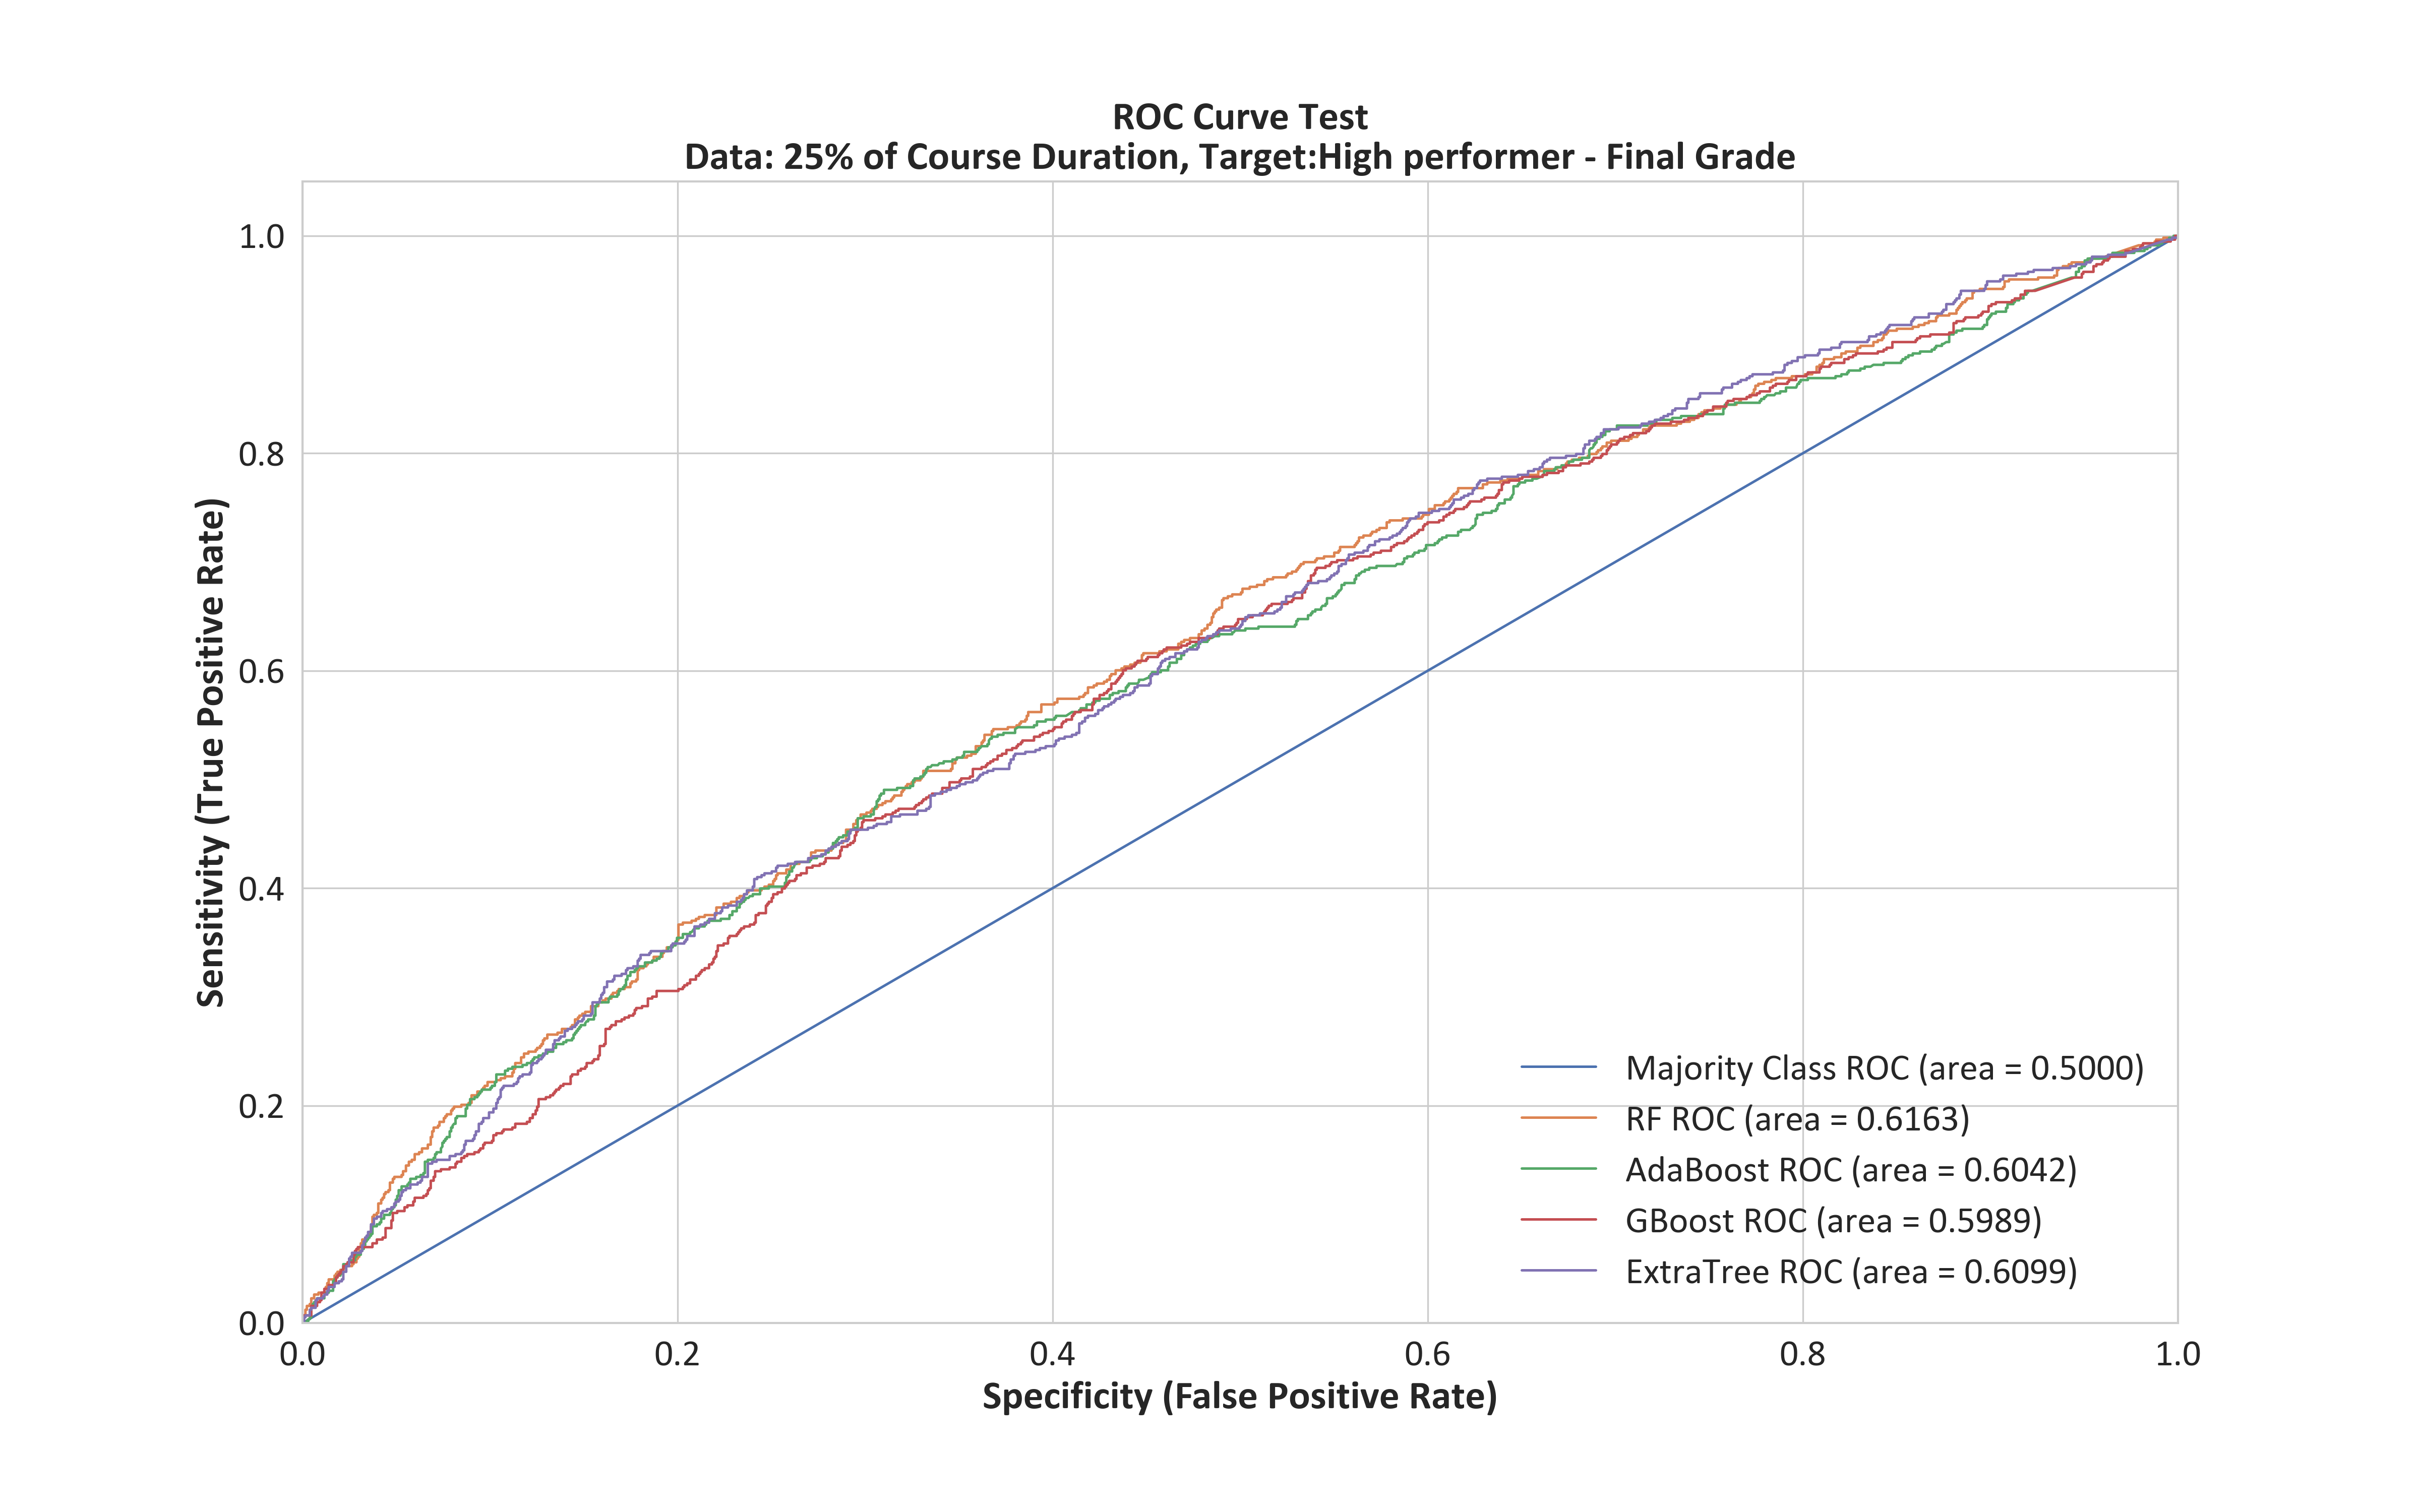 ROC Curve Test
Data: 25% of Course Duration, Target:High performer - Final Grade
Sensitivity (True Positive Rate)
1.0
0.8
0.6
0.4
0.2
0.0
0.0 0.2 0.4 0.6 0.8 1.0
Specificity (False Positive Rate)
Majority Class ROC (area = 0.5000)
RF ROC (area = 0.6163)
AdaBoost ROC (area = 0.6042)
GBoost ROC (area = 0.5989)
ExtraTree ROC (area = 0.6099)